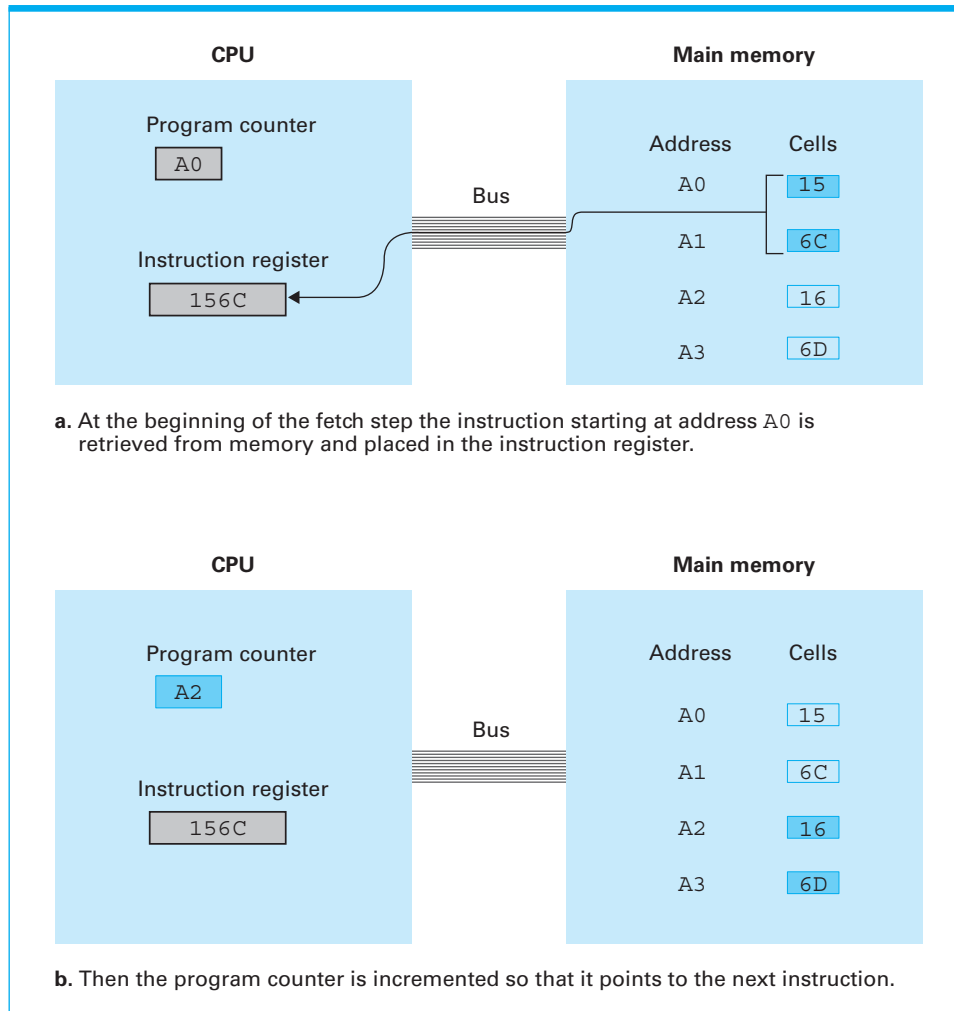 CPU
Main memory
Program counter
A0
Instruction register
156C
Bus
Address Cells
A0 15
A1 6C
A2 16
A3 6D
a. At the beginning of the fetch step the instruction starting at address A0 is
retrieved from memory and placed in the instruction register.
CPU
Main memory
Program counter
A2
Instruction register
156C
Bus
Address Cells
A0 15
A1 6C
A2 16
A3 6D
b. Then the program counter is incremented so that it points to the next instruction.